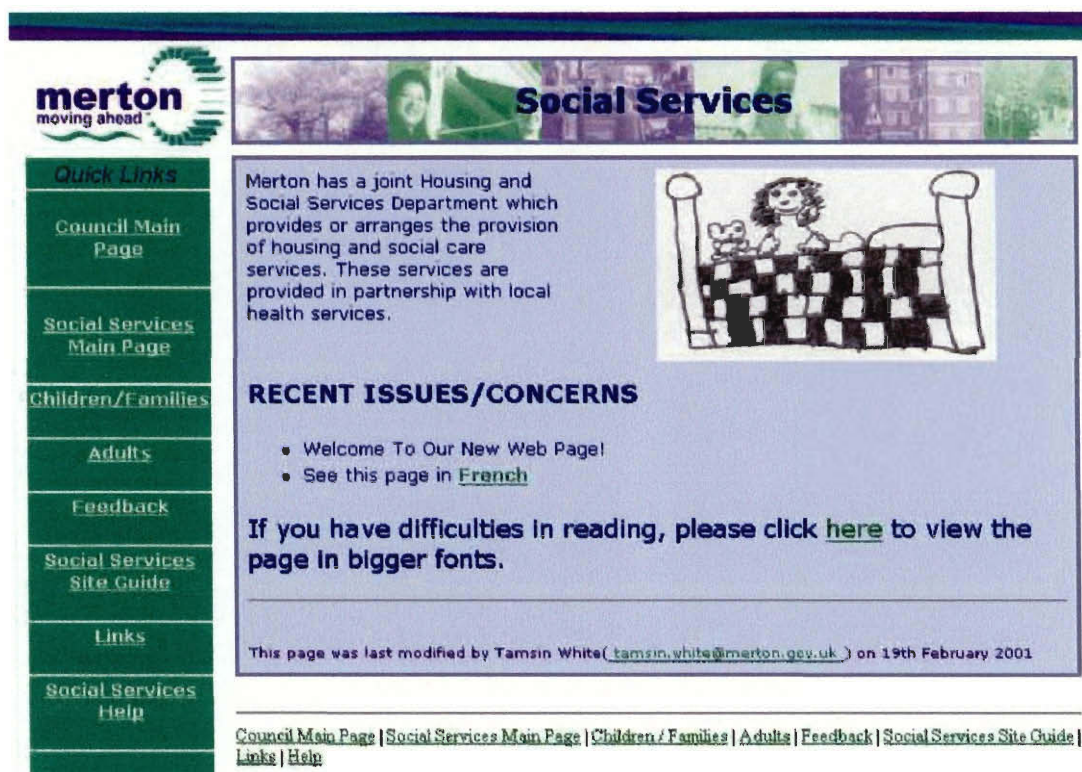 merton
moving ahead
Social Services
Quick Links
Council Main
Page
Social Services
Main Page
Children/Families
Adults
Feedback
Social Services
Site Guide
Links
Social Services
Help
Merton has a joint Housing and
Social Services Department which
provides or arranges the provision
of housing and social care
services. These services are
provided in partnership with local
health services.
RECENT ISSUES/CONCERNS
• Welcome To Our New Web Page!
• See this page in French
If you have difficulties in reading, please click here to view the
page in bigger fonts.
This page was last modified by Tamsin White( tamsin.white@merton.gov.uk ) on 19th February 2001
Council Main Page | Social Services Main Page | Children / Families | Adults | Feedback | Social Services Site Guide |
Links | Help